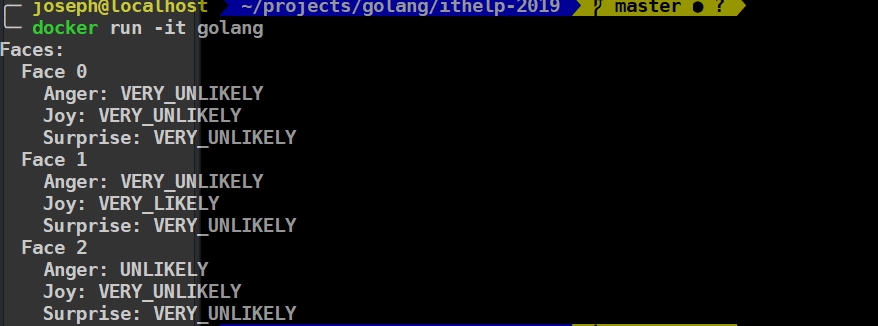 joseph@localhost ~/projects/golang/ithelp-2019 master ● ?
docker run -it golang
Faces:
Face 0
Anger: VERY_UNLIKELY
Joy: VERY_UNLIKELY
Surprise: VERY_UNLIKELY
Face 1
Anger: VERY_UNLIKELY
Joy: VERY_LIKELY
Surprise: VERY_UNLIKELY
Face 2
Anger: UNLIKELY
Joy: VERY_UNLIKELY
Surprise: VERY_UNLIKELY